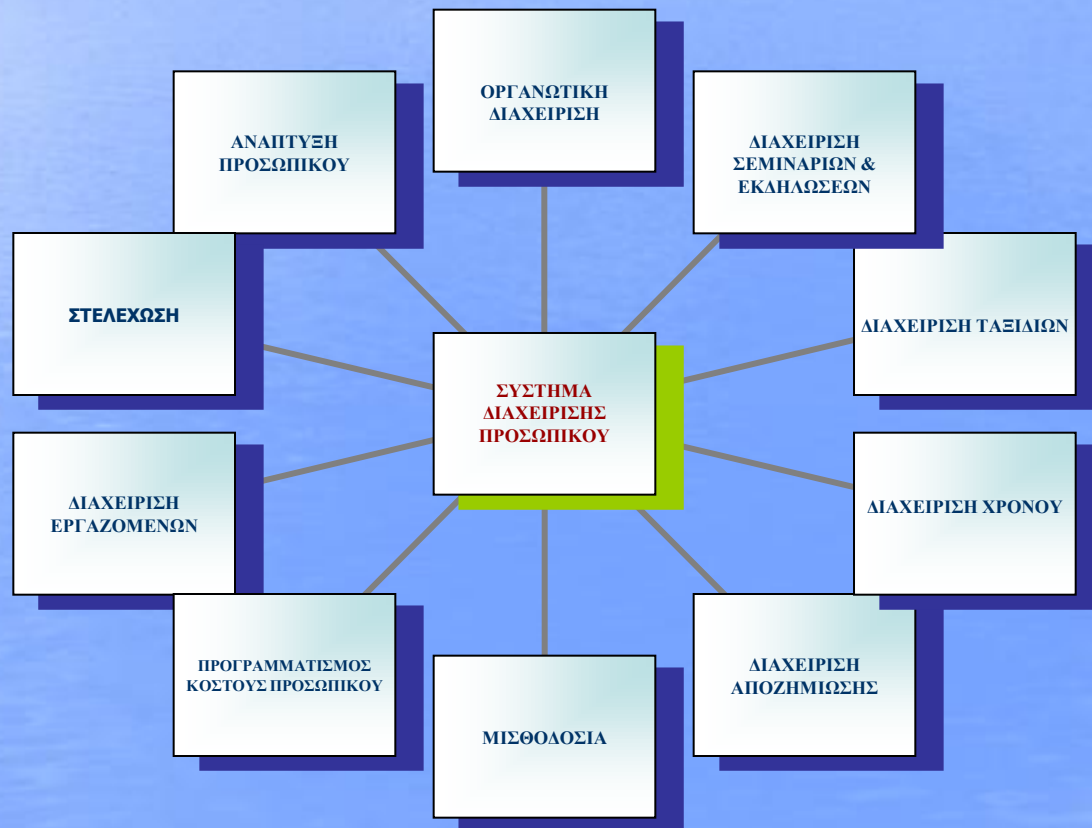 ΟΡΓΑΝΩΤΙΚΗ
ΔΙΑΧΕΙΡΙΣΗ
ΑΝΑΠΤΥΞΗ
ΠΡΟΣΩΠΙΚΟΥ
ΔΙΑΧΕΙΡΙΣΗ
ΣΕΜΙΝΑΡΙΩΝ &
ΕΚΔΗΛΩΣΕΩΝ
ΣΤΕΛΕΧΩΣΗ
ΔΙΑΧΕΙΡΙΣΗ ΤΑΞΙΔΙΩΝ
ΣΥΣΤΗΜΑ
ΔΙΑΧΕΙΡΙΣΗΣ
ΠΡΟΣΩΠΙΚΟΥ
ΔΙΑΧΕΙΡΙΣΗ
ΕΡΓΑΖΟΜΕΝΩΝ
ΔΙΑΧΕΙΡΙΣΗ ΧΡΟΝΟΥ
ΠΡΟΓΡΑΜΜΑΤΙΣΜΟΣ
ΚΟΣΤΟΥΣ ΠΡΟΣΩΠΙΚΟΥ
ΔΙΑΧΕΙΡΙΣΗ
ΑΠΟΖΗΜΙΩΣΗΣ
ΜΙΣΘΟΔΟΣΙΑ